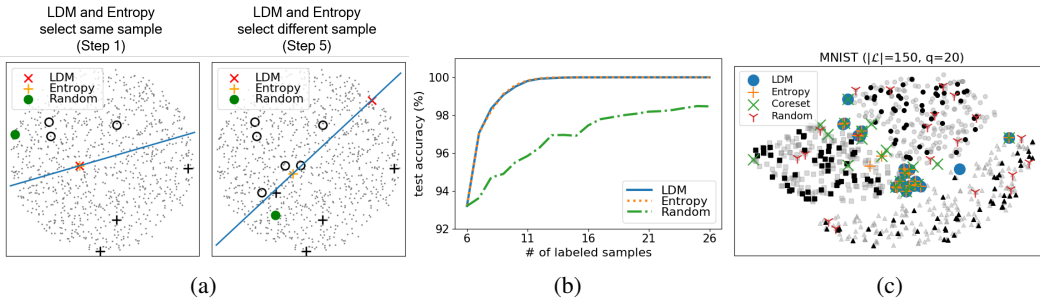 LDM and Entropy
select same sample
(Step 1)
LDM
Entropy
Random
LDM and Entropy
select different sample
(Step 5)
LDM
Entropy
Random
(a)
test accuracy (%)
100
98
96
94
92
LDM
Entropy
Random
6 11 16 21 26
# of labeled samples
(b)
MNIST (|ℒ|=150, q=20)
LDM
Entropy
Coreset
Random
(c)